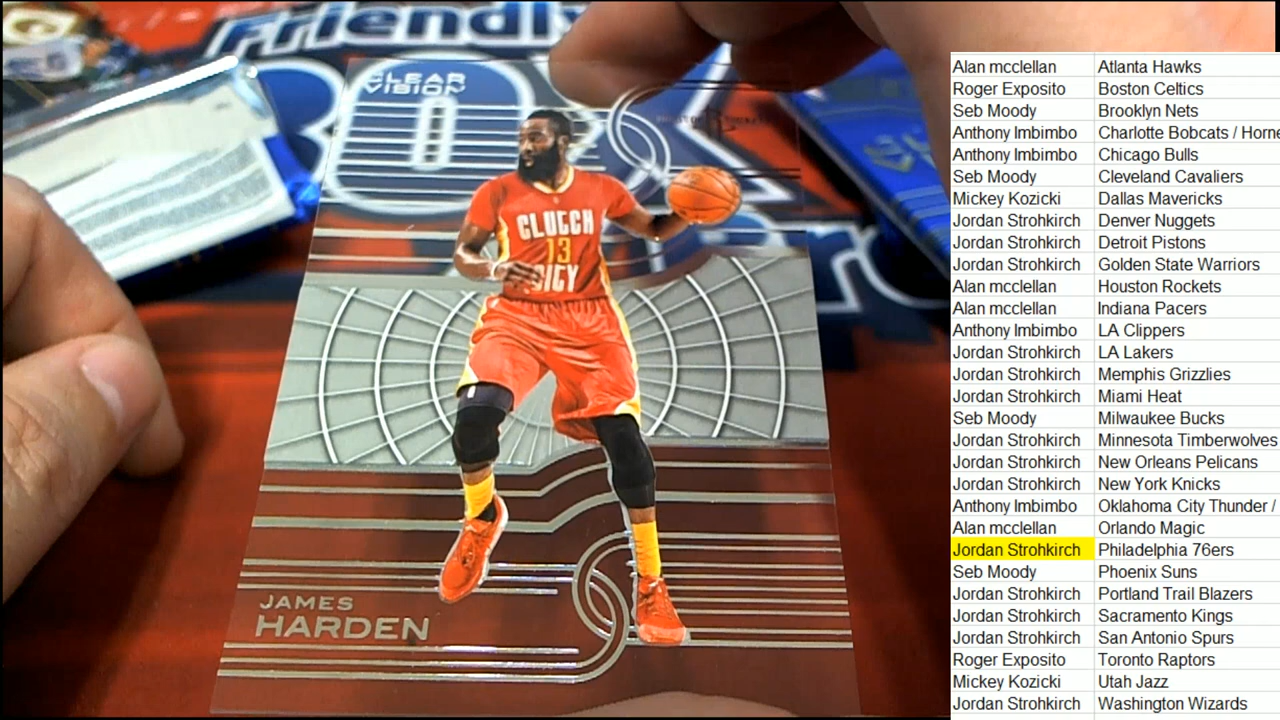 Friendly
BOX
CLEAR
VISION
CLUTCH
13
CITY
JAMES
HARDEN
Alan mcclellan Atlanta Hawks
Roger Exposito Boston Celtics
Seb Moody Brooklyn Nets
Anthony Imbimbo Charlotte Bobcats / Horne
Anthony Imbimbo Chicago Bulls
Seb Moody Cleveland Cavaliers
Mickey Kozicki Dallas Mavericks
Jordan Strohkirch Denver Nuggets
Jordan Strohkirch Detroit Pistons
Jordan Strohkirch Golden State Warriors
Alan mcclellan Houston Rockets
Alan mcclellan Indiana Pacers
Anthony Imbimbo LA Clippers
Jordan Strohkirch LA Lakers
Jordan Strohkirch Memphis Grizzlies
Jordan Strohkirch Miami Heat
Seb Moody Milwaukee Bucks
Jordan Strohkirch Minnesota Timberwolves
Jordan Strohkirch New Orleans Pelicans
Jordan Strohkirch New York Knicks
Anthony Imbimbo Oklahoma City Thunder /
Alan mcclellan Orlando Magic
Jordan Strohkirch Philadelphia 76ers
Seb Moody Phoenix Suns
Jordan Strohkirch Portland Trail Blazers
Jordan Strohkirch Sacramento Kings
Jordan Strohkirch San Antonio Spurs
Roger Exposito Toronto Raptors
Mickey Kozicki Utah Jazz
Jordan Strohkirch Washington Wizards